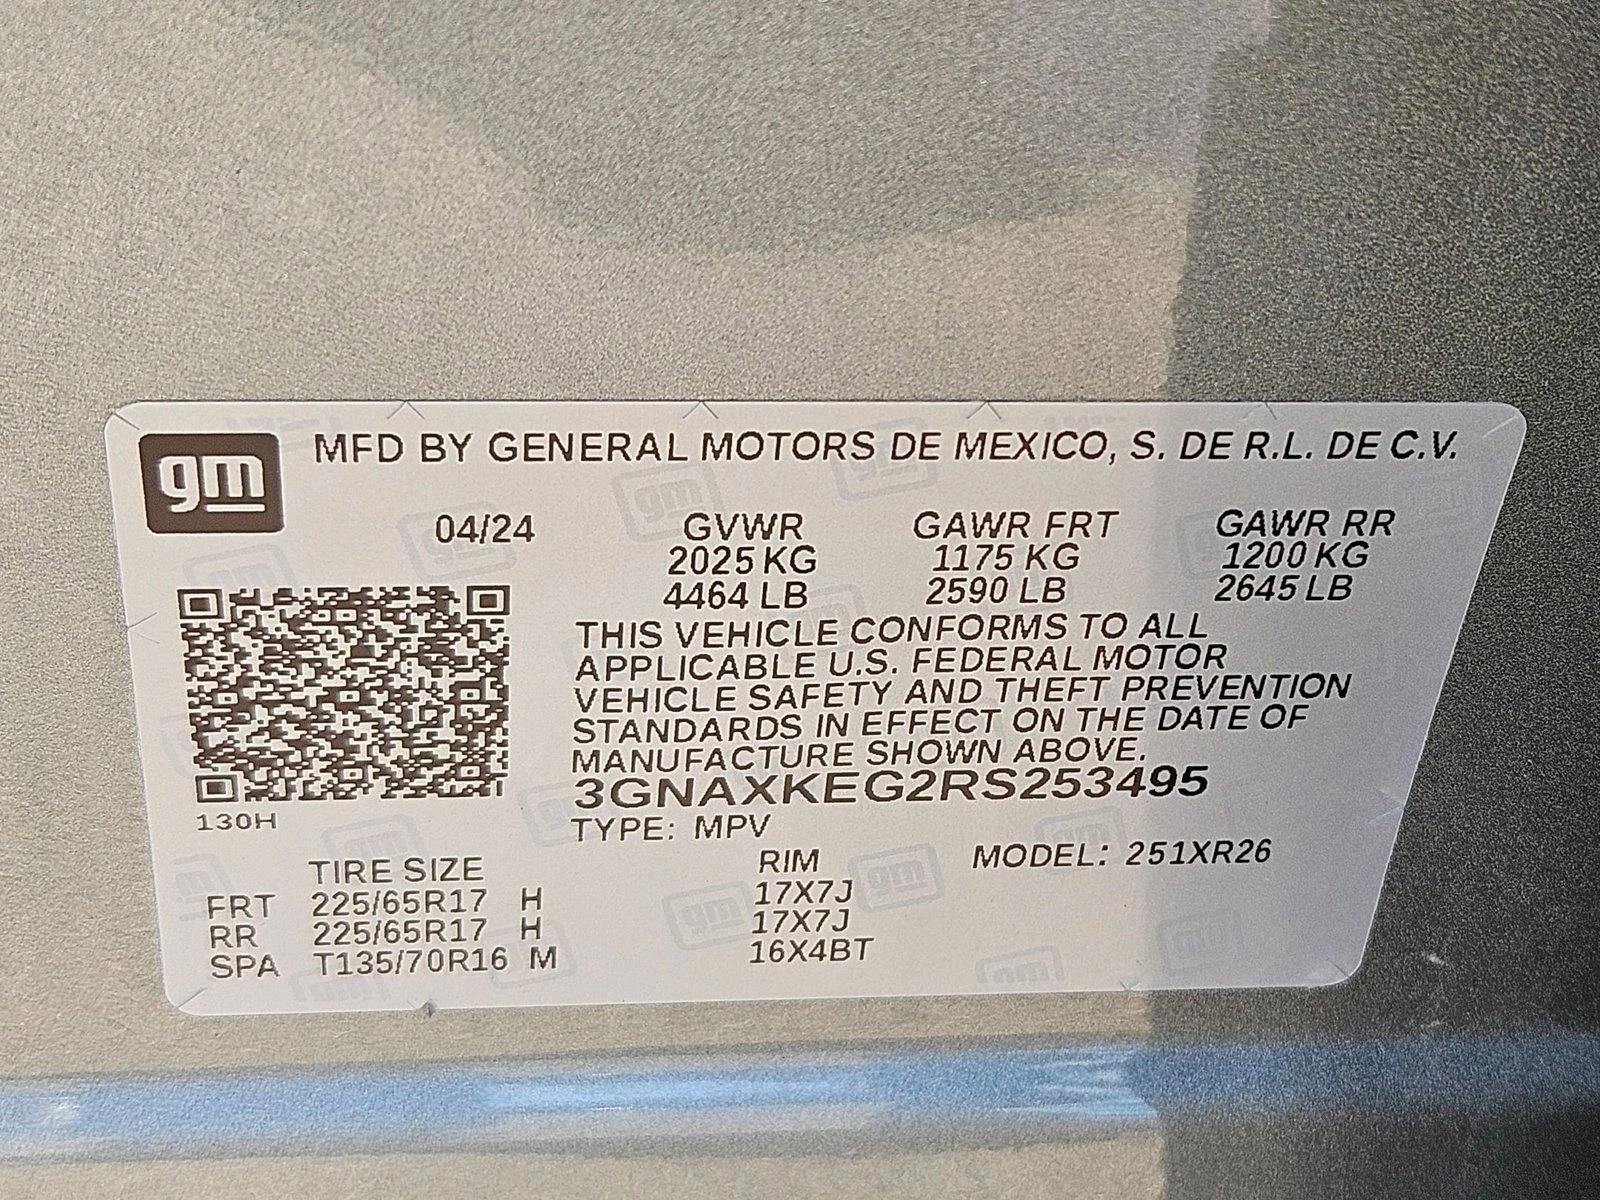 gm MFD BY GENERAL MOTORS DE MEXICO, S. DE R.L. DE C.V.
04/24 GVWR GAWR FRT GAWR RR
2025 KG 1175 KG 1200 KG
4464 LB 2590 LB 2645 LB
THIS VEHICLE CONFORMS TO ALL
APPLICABLE U.S. FEDERAL MOTOR
VEHICLE SAFETY AND THEFT PREVENTION
STANDARDS IN EFFECT ON THE DATE OF
MANUFACTURE SHOWN ABOVE.
3GNAXKEG2RS253495
130H
TYPE: MPV
MODEL: 251XR26
TIRE SIZE RIM
FRT 225/65R17 H 17X7J
RR 225/65R17 H 17X7J
SPA T135/70R16 M 16X4BT